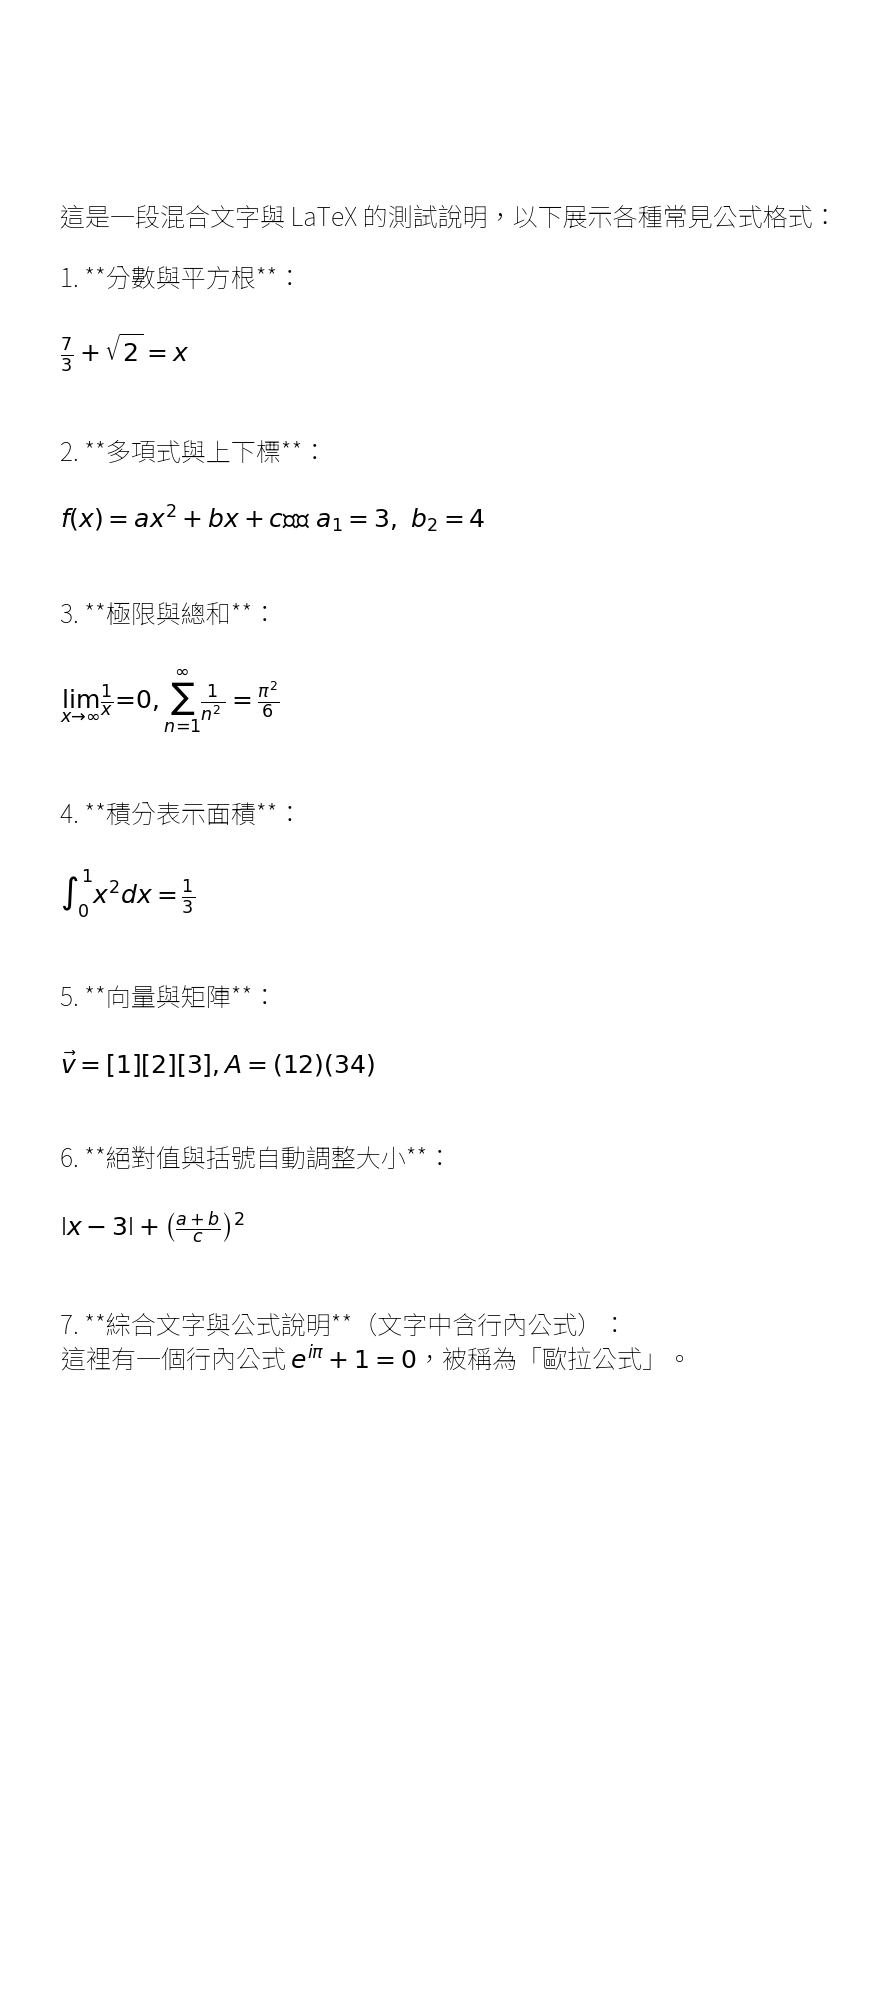 這是一段混合文字與 LaTeX 的測試說明，以下展示各種常見公式格式：
1. **分數與平方根**：
$\frac{7}{3} + \sqrt{2} = x$
2. **多項式與上下標**：
$f(x) = ax^2 + bx + c$ $a_1 = 3,\ b_2 = 4$
3. **極限與總和**：
$\lim_{x \to \infty} \frac{1}{x} = 0, \sum_{n=1}^{\infty} \frac{1}{n^2} = \frac{\pi^2}{6}$
4. **積分表示面積**：
$\int_0^1 x^2 dx = \frac{1}{3}$
5. **向量與矩陣**：
$\vec{v} = [1][2][3], A = (12)(34)$
6. **絕對值與括號自動調整大小**：
$|x - 3| + \left(\frac{a+b}{c}\right)^2$
7. **綜合文字與公式說明**（文字中含行內公式）：
這裡有一個行內公式 $e^{i\pi} + 1 = 0$，被稱為「歐拉公式」。